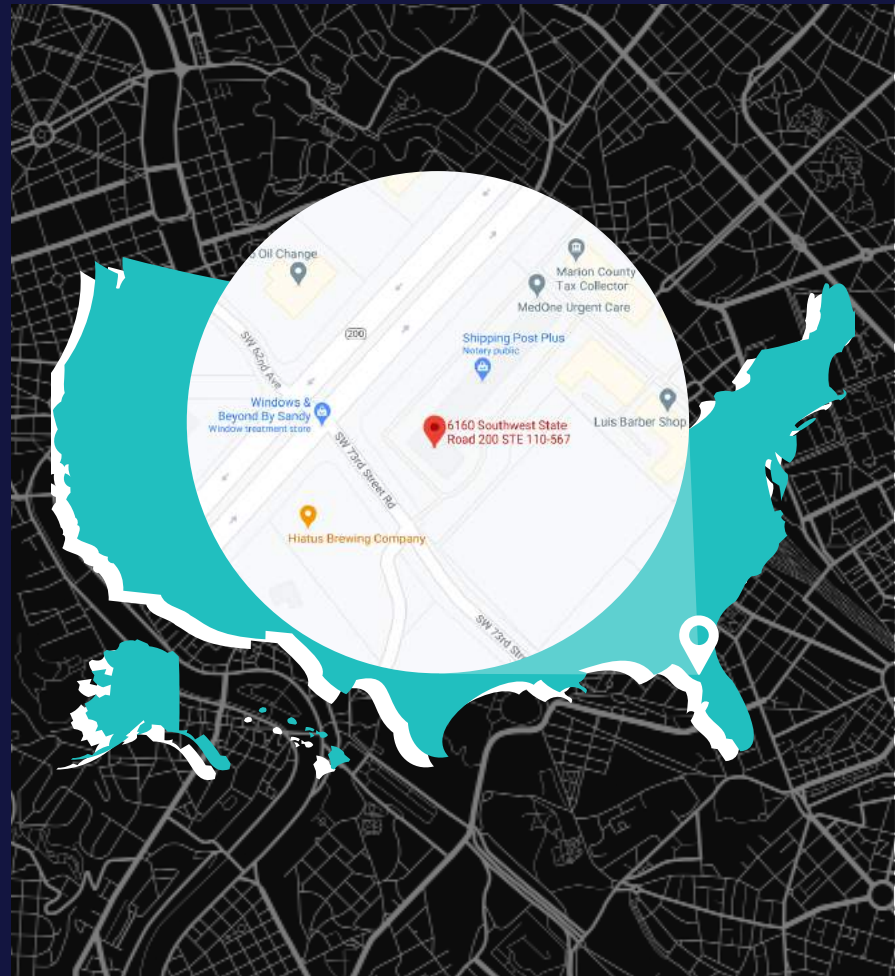 Oil Change
Marion County
Tax Collector
MedOne Urgent Care
200
Shipping Post Plus
Notary public
SW 62nd Ave
Windows &
Beyond By Sandy
Window treatment store
6160 Southwest State
Road 200 STE 110-567
Luis Barber Shop
SW 73rd Street Rd
Hiatus Brewing Company
SW 73rd Str